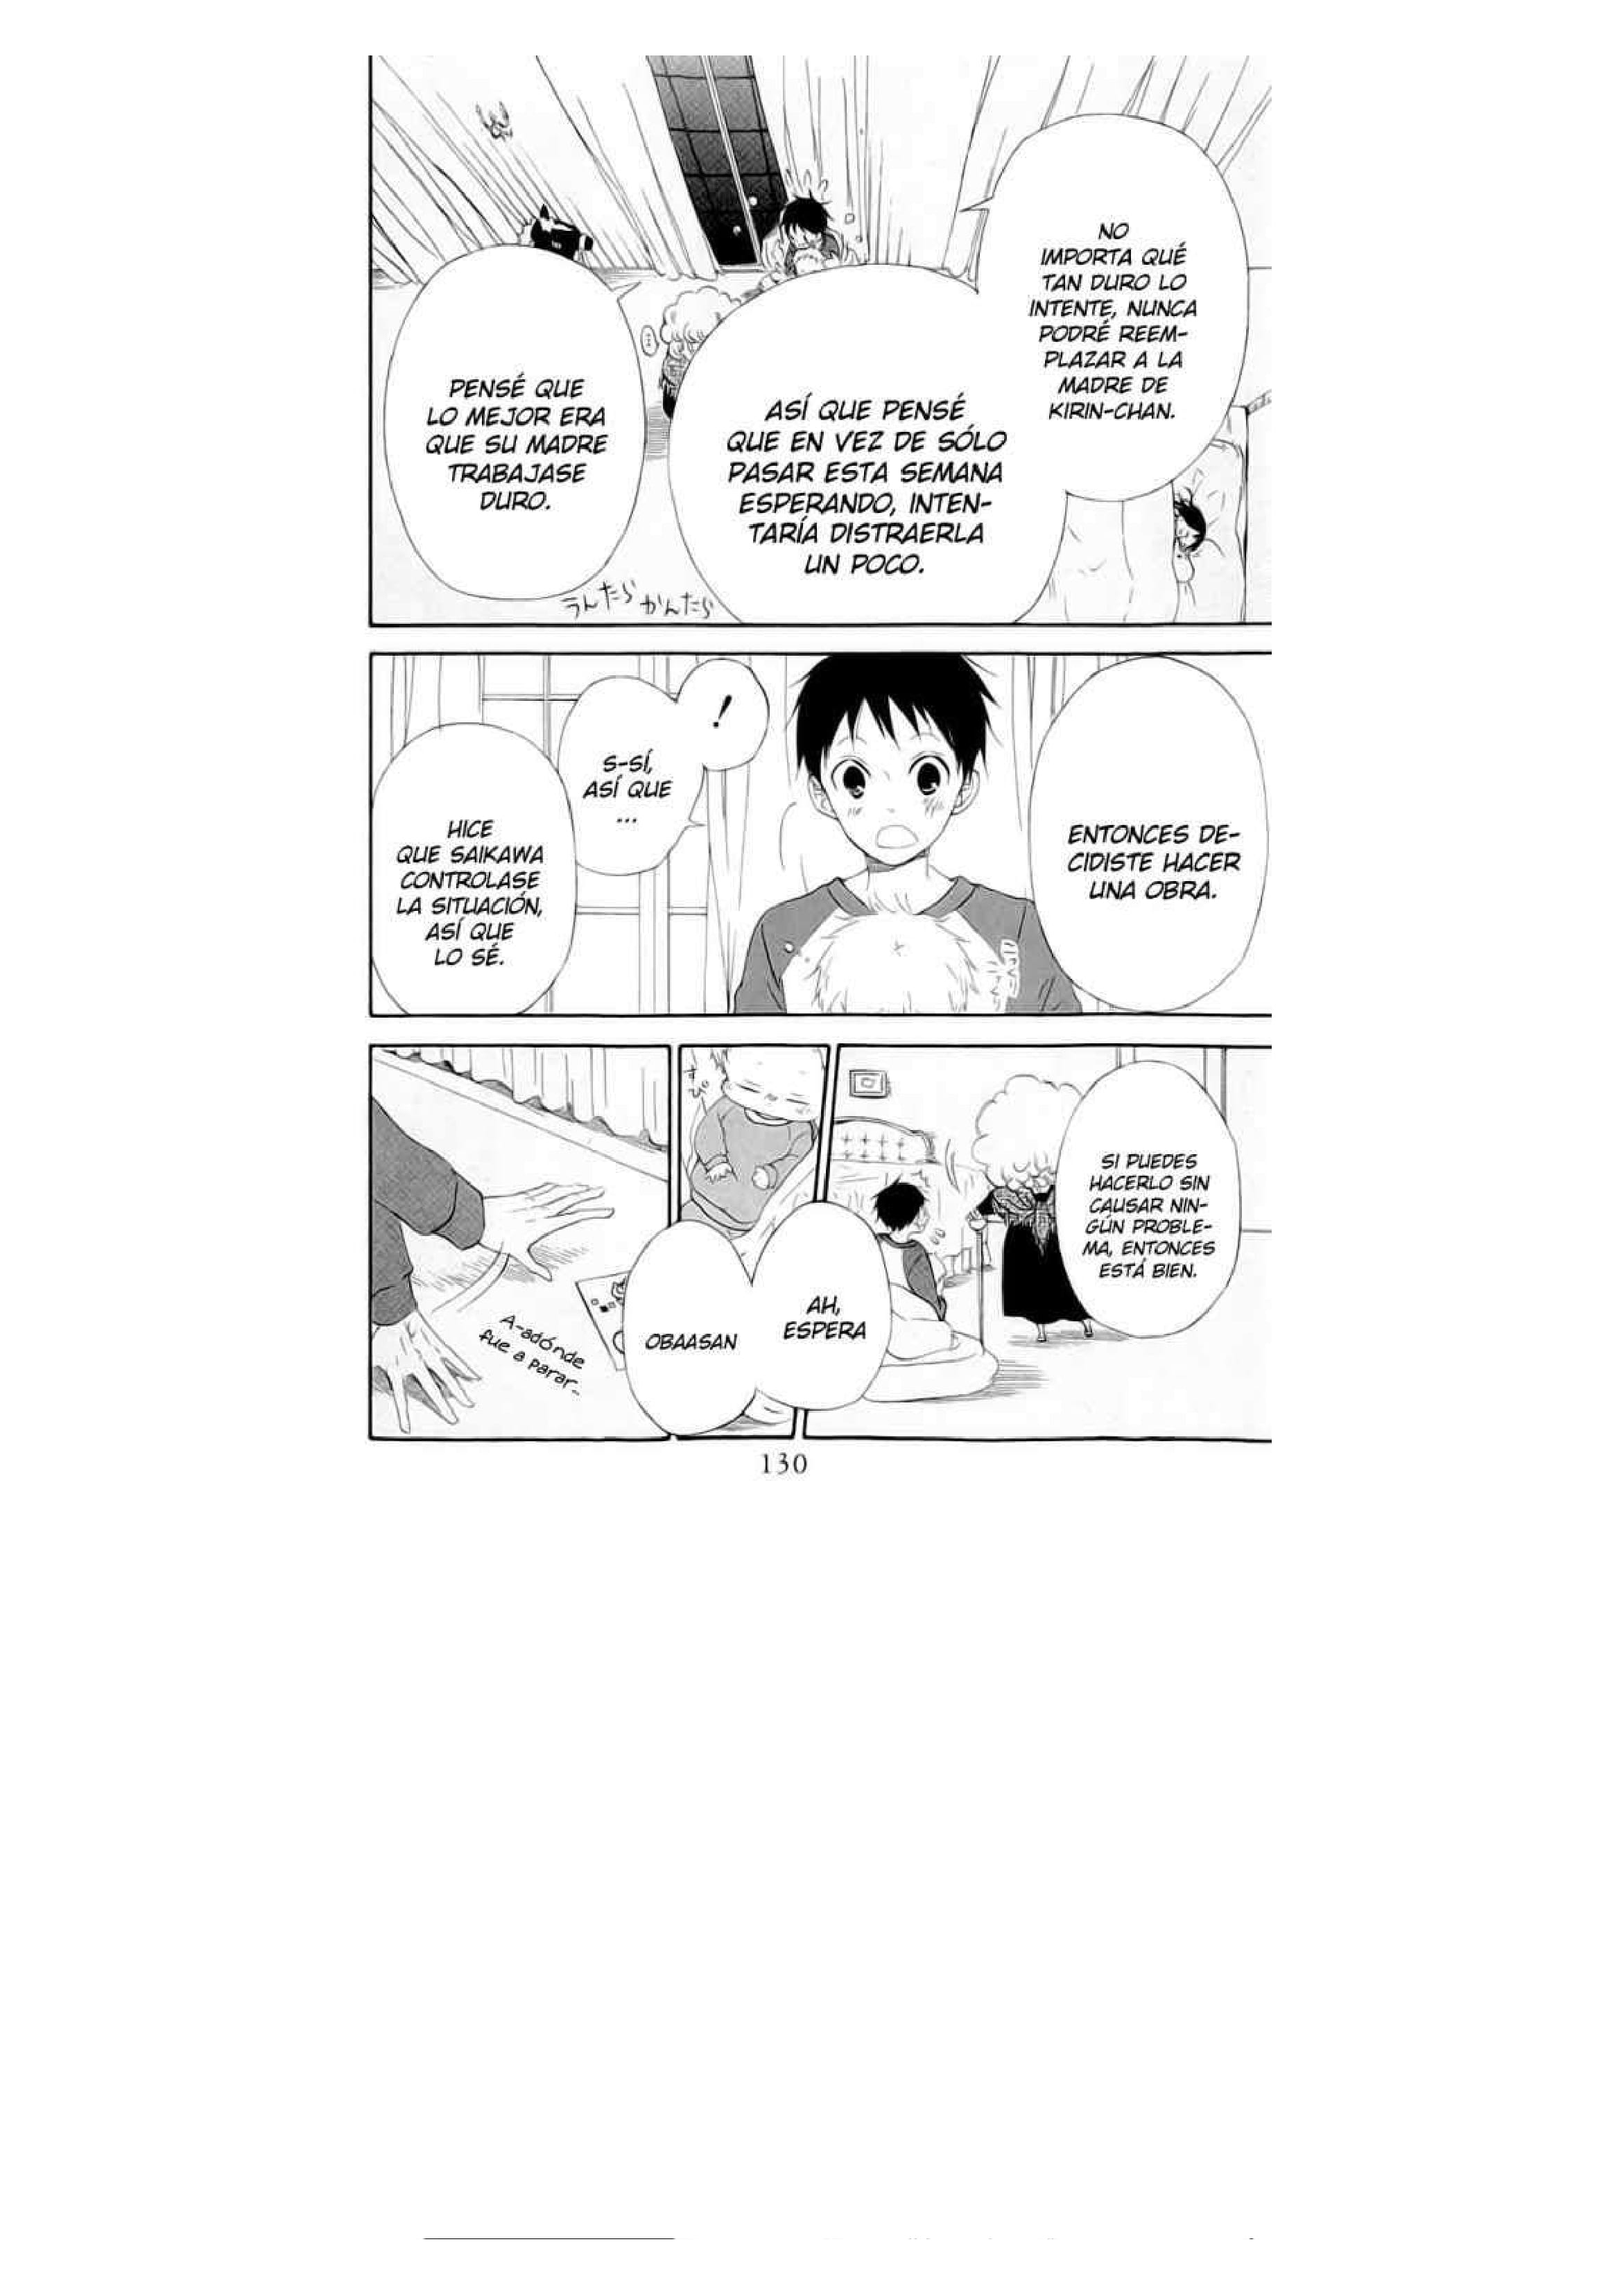 NO
IMPORTA QUÉ
TAN DURO LO
INTENTE, NUNCA
PODRÉ REEM-
PLAZAR A LA
MADRE DE
KIRIN-CHAN.
ASÍ QUE PENSÉ
QUE EN VEZ DE SÓLO
PASAR ESTA SEMANA
ESPERANDO, INTEN-
TARÍA DISTRAERLA
UN POCO.
PENSÉ QUE
LO MEJOR ERA
QUE SU MADRE
TRABAJASE
DURO.
うんたら かんたら
ENTONCES DE-
CIDISTE HACER
UNA OBRA.
!
S-SÍ,
ASÍ QUE
...
HICE
QUE SAIKAWA
CONTROLASE
LA SITUACIÓN,
ASÍ QUE
LO SÉ.
SI PUEDES
HACERLO SIN
CAUSAR NIN-
GÚN PROBLE-
MA, ENTONCES
ESTÁ BIEN.
AH,
ESPERA
OBAASAN
すぴ
A-adónde
fue a parar..
130